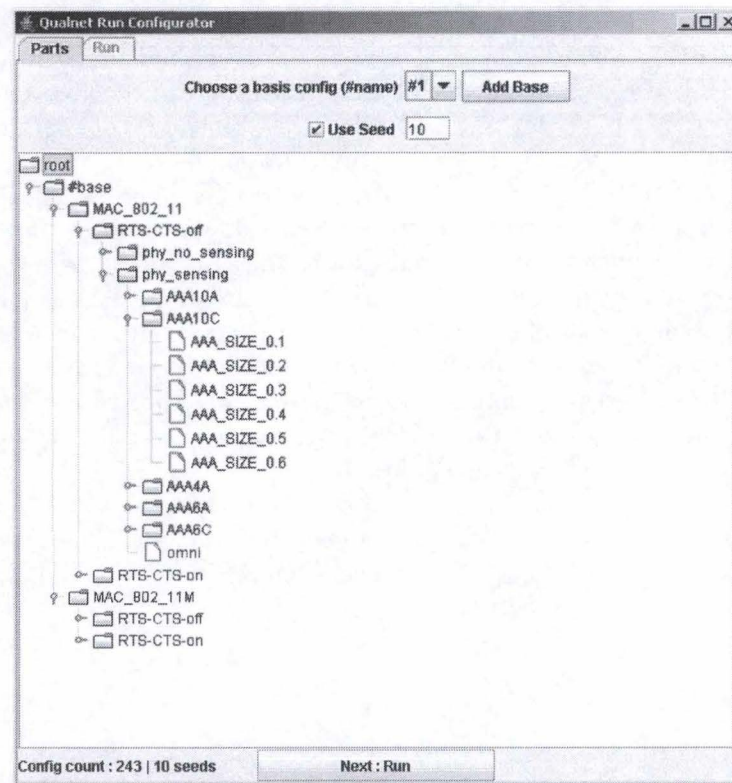 Qualnet Run Configurator
Parts Run
Choose a basis config (#name) #1 Add Base
Use Seed 10
root
#base
MAC_802_11
RTS-CTS-off
phy_no_sensing
phy_sensing
AAA10A
AAA10C
AAA_SIZE_0.1
AAA_SIZE_0.2
AAA_SIZE_0.3
AAA_SIZE_0.4
AAA_SIZE_0.5
AAA_SIZE_0.6
AAA4A
AAA6A
AAA6C
omni
RTS-CTS-on
MAC_802_11M
RTS-CTS-off
RTS-CTS-on
Config count : 243 | 10 seeds Next : Run